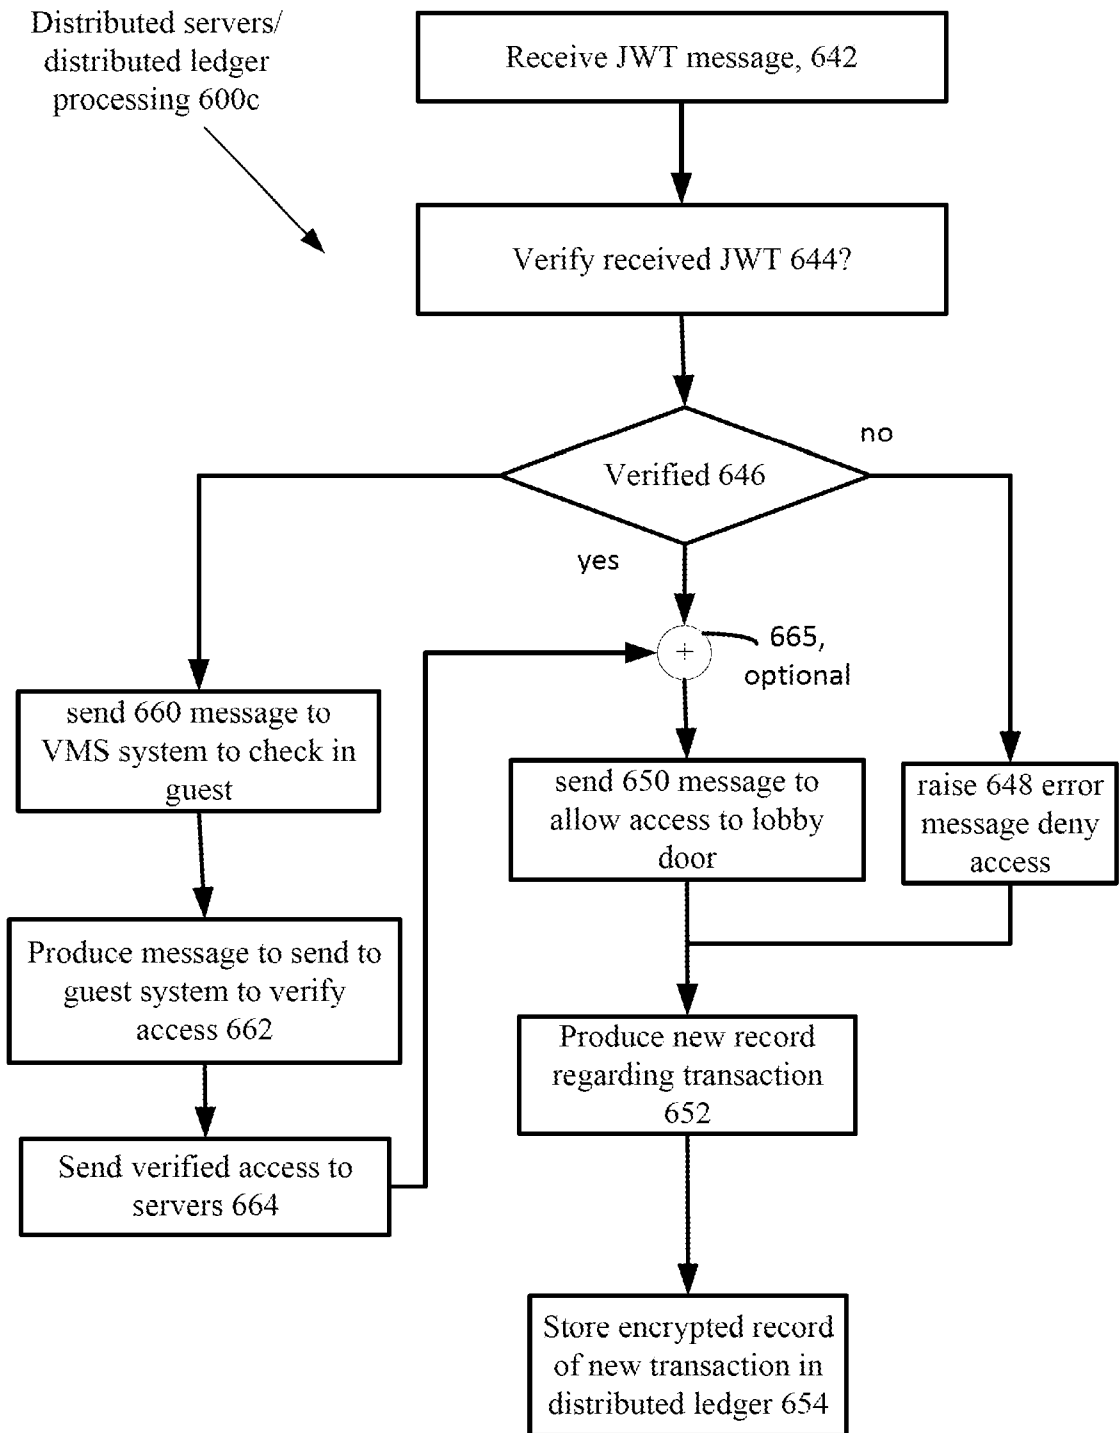 Distributed servers/
distributed ledger
processing 600c
Receive JWT message, 642
Verify received JWT 644?
Verified 646
no
yes
+
665,
optional
send 660 message to
VMS system to check in
guest
send 650 message to
allow access to lobby
door
raise 648 error
message deny
access
Produce message to send to
guest system to verify
access 662
Produce new record
regarding transaction
652
Send verified access to
servers 664
Store encrypted record
of new transaction in
distributed ledger 654